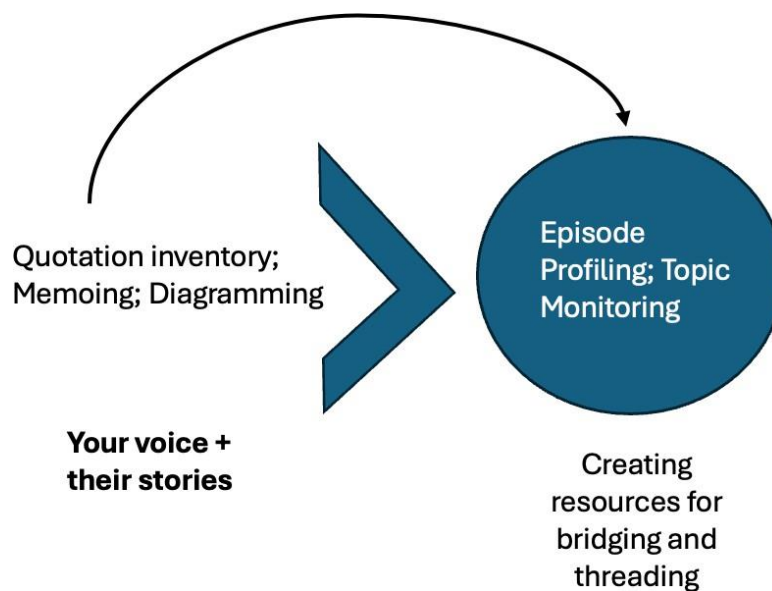 Quotation inventory;
Memoing; Diagramming
Episode
Profiling; Topic
Monitoring
Your voice +
their stories
Creating
resources for
bridging and
threading